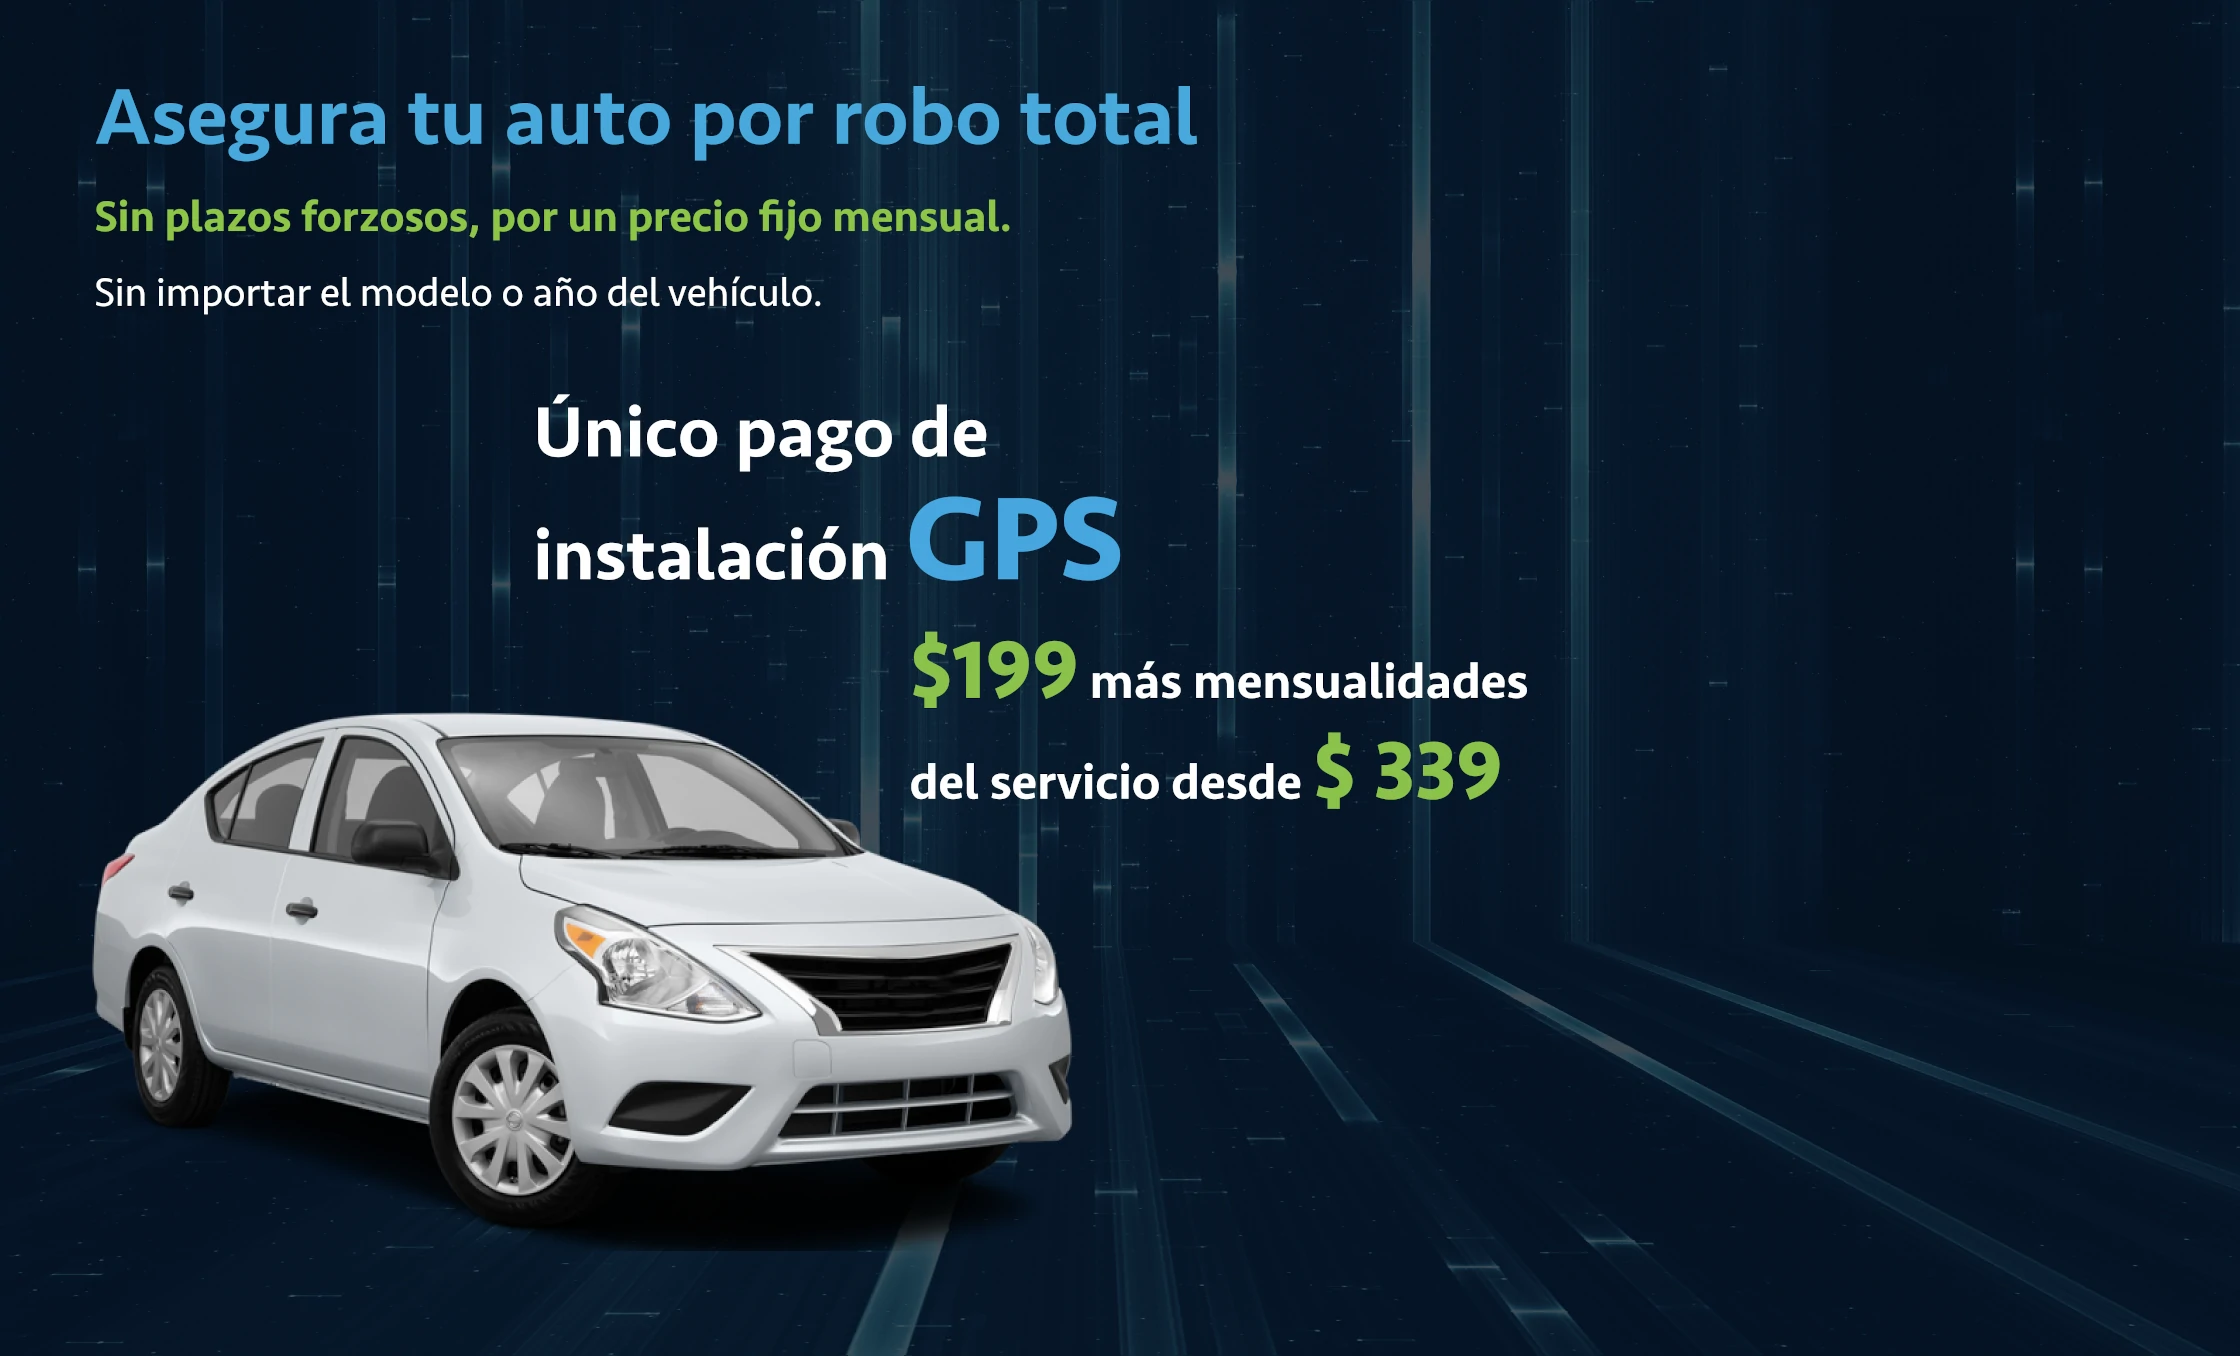 Asegura tu auto por robo total
Sin plazos forzosos, por un precio fijo mensual.
Sin importar el modelo o año del vehículo.
Único pago de
instalación GPS
$199 más mensualidades
del servicio desde $ 339